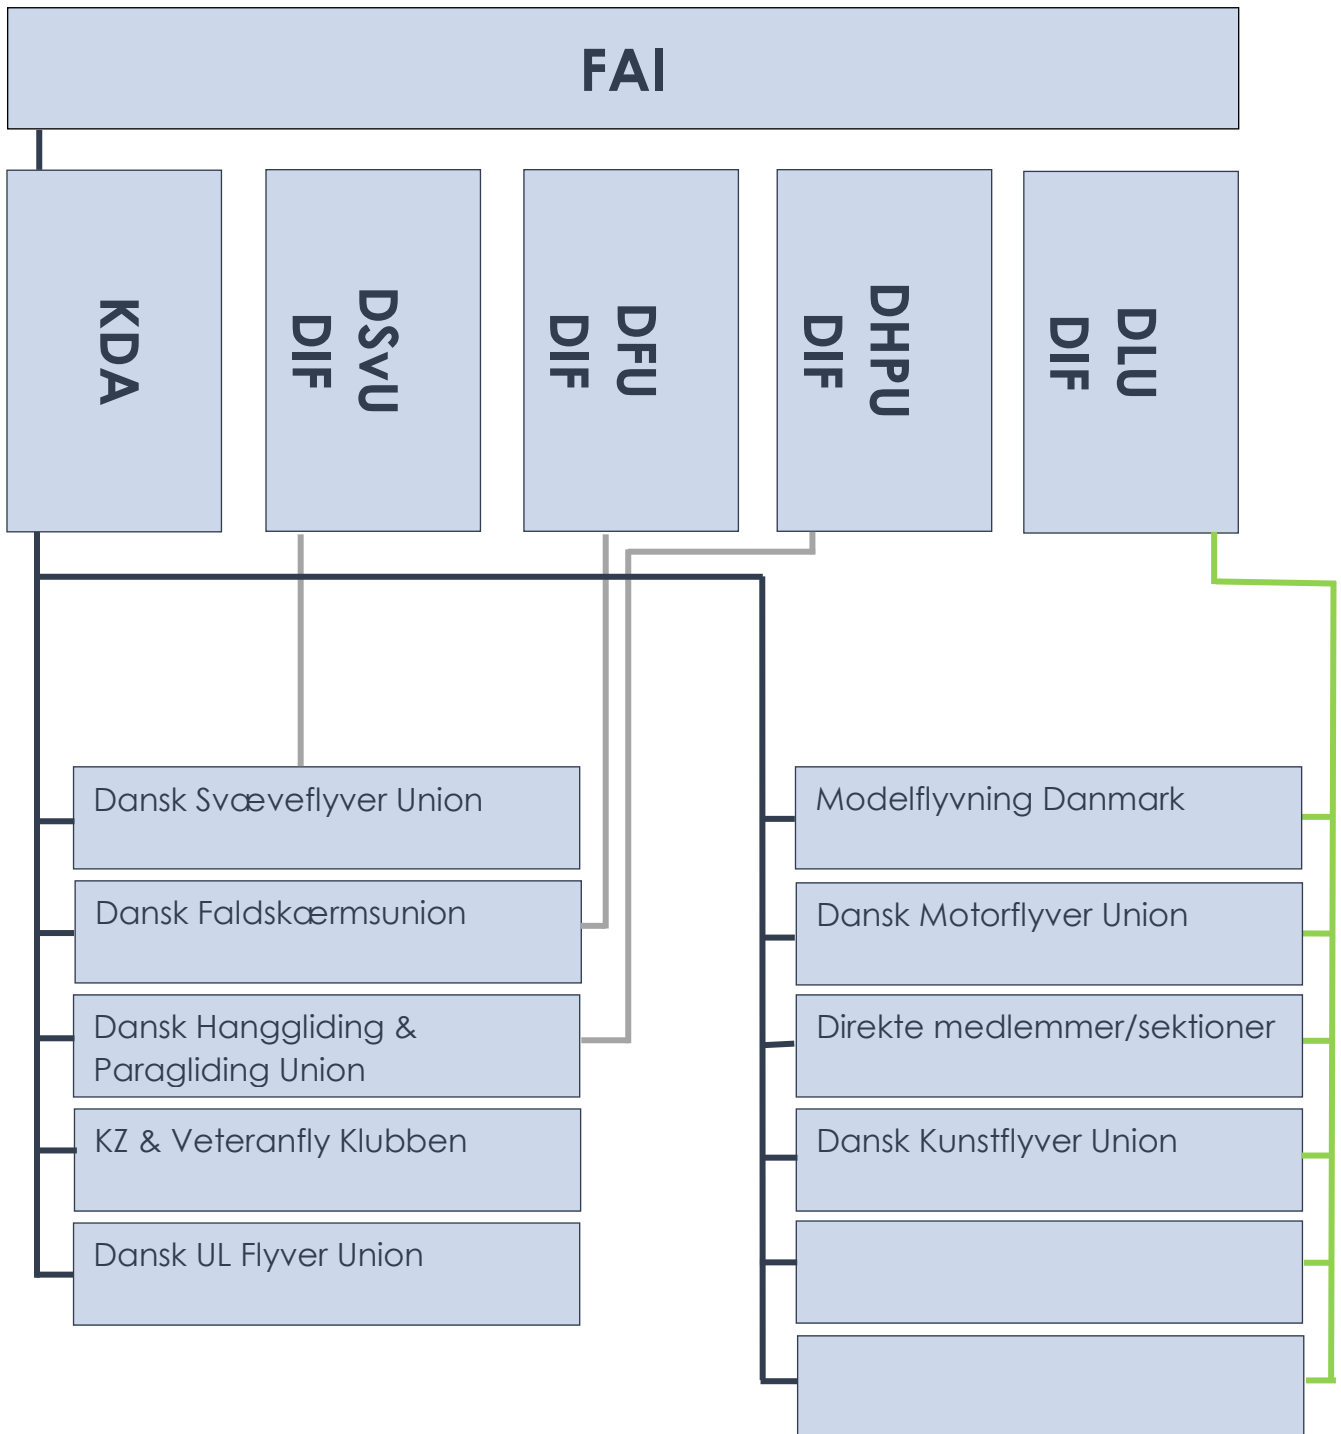 FAI
KDA
DSvU
DIF
DFU
DIF
DHPU
DIF
DLU
DIF
Dansk Svæveflyver Union
Dansk Faldskærmsunion
Dansk Hanggliding &
Paragliding Union
KZ & Veteranfly Klubben
Dansk UL Flyver Union
Modelflyvning Danmark
Dansk Motorflyver Union
Direkte medlemmer/sektioner
Dansk Kunstflyver Union